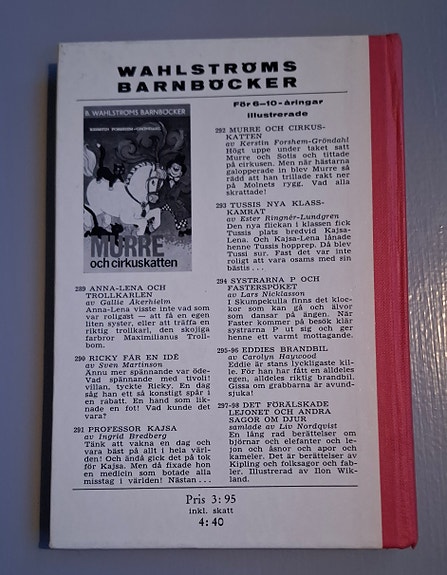 WAHLSTRÖMS
BARNBÖCKER
För 6–10-åringar
illustrerade
B. WAHLSTRÖMS BARNBÖCKER
KERSTIN FORSHEM-GRÖNDAHL
MURRE
och cirkuskatten
292 MURRE OCH CIRKUS-
KATTEN
av Kerstin Forshem-Gröndahl
Högt uppe under taket satt
Murre och Sotis och tittade
på cirkusen. Men när hästarna
galopperade in blev Murre så
rädd att han trillade rakt ner
på Molnets rygg. Vad alla
skrattade!
293 TUSSIS NYA KLASS-
KAMRAT
av Ester Ringnér-Lundgren
Den nya flickan i klassen fick
Tussis plats bredvid Kajsa-
Lena. Och Kajsa-Lena lånade
henne Tussis hopprep. Då blev
Tussi sur. Fast det var inte
roligt att vara osams med sin
bästis ...
294 SYSTRARNA P OCH
FASTERSPÖKET
av Lars Nicklasson
I Skumpekulla finns det kloc-
kor som kan gå och älvor
som dansar på ängen. När
Faster kommer på besök klär
systrarna P ut sig och ger
henne ett varmt mottagande.
295-96 EDDIES BRANDBIL
av Carolyn Haywood
Eddie är stans lyckligaste kil-
le. För han har fått en alldeles
egen, alldeles riktig brandbil.
Gissa om grabbarna är avund-
sjuka!
297-98 DET FÖRÄLSKADE
LEJONET OCH ANDRA
SAGOR OM DJUR
samlade av Liv Nordqvist
En lång rad berättelser om
björnar och elefanter och le-
jon och åsnor och apor och
kameler. Det är berättelser av
Kipling och folksagor och fab-
ler. Illustrerad av Ilon Wik-
land.
289 ANNA-LENA OCH
TROLLKARLEN
av Gallie Åkerhielm
Anna-Lena visste inte vad som
var roligast — att få en egen
liten syster, eller att träffa en
riktig trollkarl, den skojiga
farbror Maximilianus Troll-
bom.
290 RICKY FÅR EN IDÉ
av Sven Martinson
Ännu mer spännande var öde-
villan, tyckte Ricky. En dag
Vad spännande med tivoli!
såg han ett så konstigt spår i
en rabatt. En hand som lik-
nade en fot! Vad kunde det
vara?
291 PROFESSOR KAJSA
av Ingrid Bredberg
Tänk att vakna en dag och
vara bäst på allt i hela vär-
den! Och ändå gick det på tok
för Kajsa. Men då fixade hon
en medicin som botade alla
misstag i världen! Nästan ...
Pris 3:95
inkl. skatt
4:40